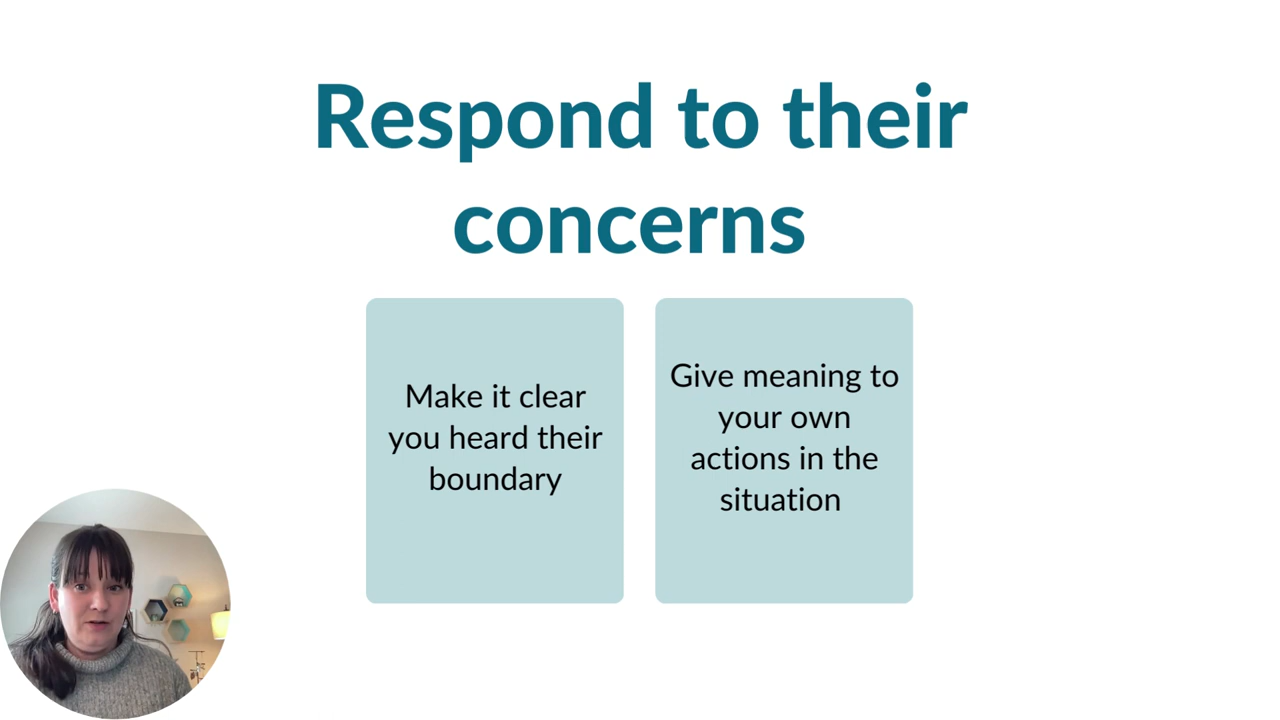 Respond to their
concerns
Make it clear
you heard their
boundary
Give meaning to
your own
actions in the
situation